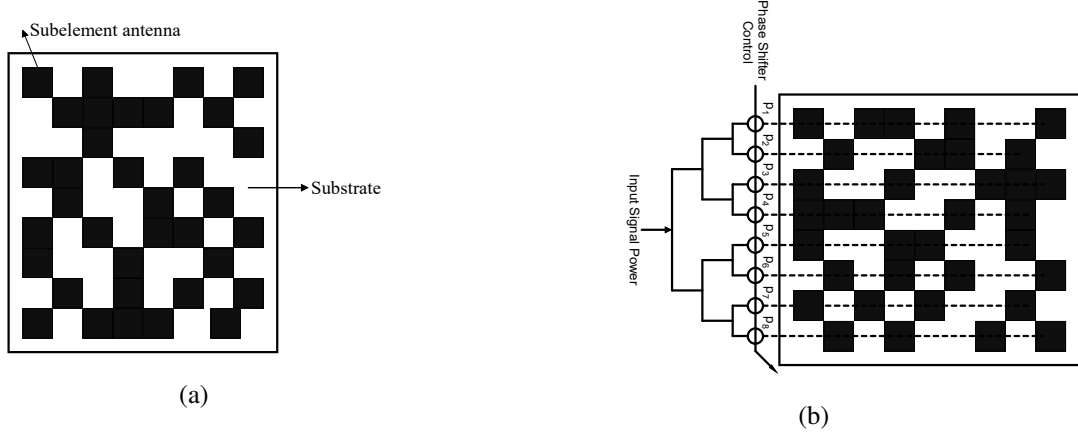 Subelement antenna
Substrate
(a)
Phase Shifter
Control
p1
p2
p3
p4
p5
p6
p7
p8
Input Signal Power
(b)